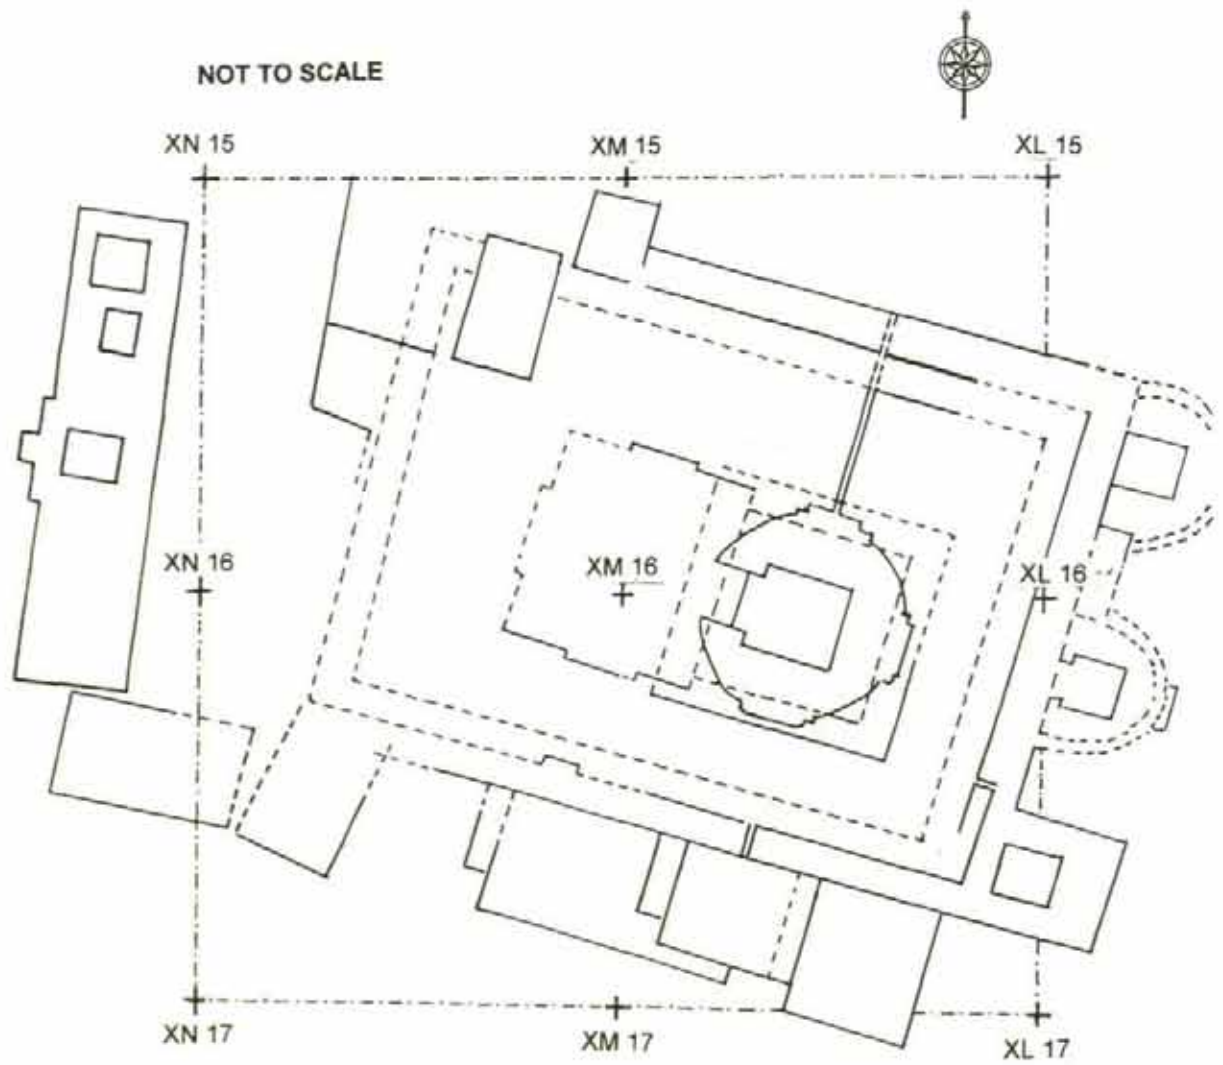 NOT TO SCALE
XN 15
XM 15
XL 15
XN 16
XM 16
XL 16
XN 17
XM 17
XL 17